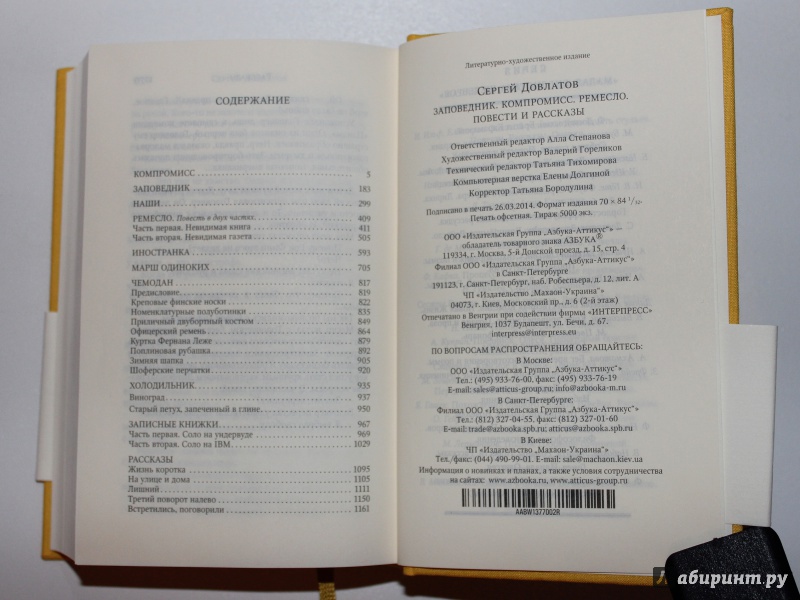 СОДЕРЖАНИЕ
КОМПРОМИСС 5
ЗАПОВЕДНИК 183
НАШИ 299
РЕМЕСЛО. Повесть в двух частях. 409
Часть первая. Невидимая книга 411
Часть вторая. Невидимая газета 505
ИНОСТРАНКА 593
МАРШ ОДИНОКИХ 705
ЧЕМОДАН 817
Предисловие 819
Креповые финские носки 822
Номенклатурные полуботинки 835
Приличный двубортный костюм 849
Офицерский ремень 864
Куртка Фернана Леже 879
Поплиновая рубашка 892
Зимняя шапка 905
Шоферские перчатки 920
ХОЛОДИЛЬНИК 935
Виноград 937
Старый петух, запеченный в глине 950
ЗАПИСНЫЕ КНИЖКИ 967
Часть первая. Соло на ундервуде 969
Часть вторая. Соло на IBM 1029
РАССКАЗЫ
Жизнь коротка 1095
На улице и дома 1105
Лишний 1111
Третий поворот налево 1150
Встретились, поговорили 1161
Литературно-художественное издание
Сергей Довлатов
ЗАПОВЕДНИК. КОМПРОМИСС. РЕМЕСЛО.
ПОВЕСТИ И РАССКАЗЫ
Ответственный редактор Алла Степанова
Художественный редактор Валерий Гореликов
Технический редактор Татьяна Тихомирова
Компьютерная верстка Елены Долгиной
Корректор Татьяна Бородулина
Подписано в печать 26.03.2014. Формат издания 70 × 84 1/32.
Печать офсетная. Тираж 5000 экз.
ООО «Издательская Группа „Азбука-Аттикус“» —
обладатель товарного знака АЗБУКА®
119334, г. Москва, 5-й Донской проезд, д. 15, стр. 4
Филиал ООО «Издательская Группа „Азбука-Аттикус“»
в Санкт-Петербурге
191123, г. Санкт-Петербург, наб. Робеспьера, д. 12, лит. А
ЧП «Издательство „Махаон-Украина“»
04073, г. Киев, Московский пр., д. 6 (2-й этаж)
Отпечатано в Венгрии при содействии фирмы «ИНТЕРПРЕСС»
Венгрия, 1037 Будапешт, ул. Бечи, д. 67.
interpress@interpress.eu
ПО ВОПРОСАМ РАСПРОСТРАНЕНИЯ ОБРАЩАЙТЕСЬ:
В Москве:
ООО «Издательская Группа „Азбука-Аттикус“»
Тел.: (495) 933-76-00, факс: (495) 933-76-19
E-mail: sales@atticus-group.ru; info@azbooka-m.ru
В Санкт-Петербурге:
Филиал ООО «Издательская Группа „Азбука-Аттикус“»
Тел.: (812) 327-04-55, факс: (812) 327-01-60
E-mail: trade@azbooka.spb.ru; atticus@azbooka.spb.ru
В Киеве:
ЧП «Издательство „Махаон-Украина“»
Тел./факс: (044) 490-99-01. E-mail: sale@machaon.kiev.ua
Информация о новинках и планах, а также условия сотрудничества
на сайтах: www.azbooka.ru, www.atticus-group.ru
AABW1377002R
Лабиринт.ру